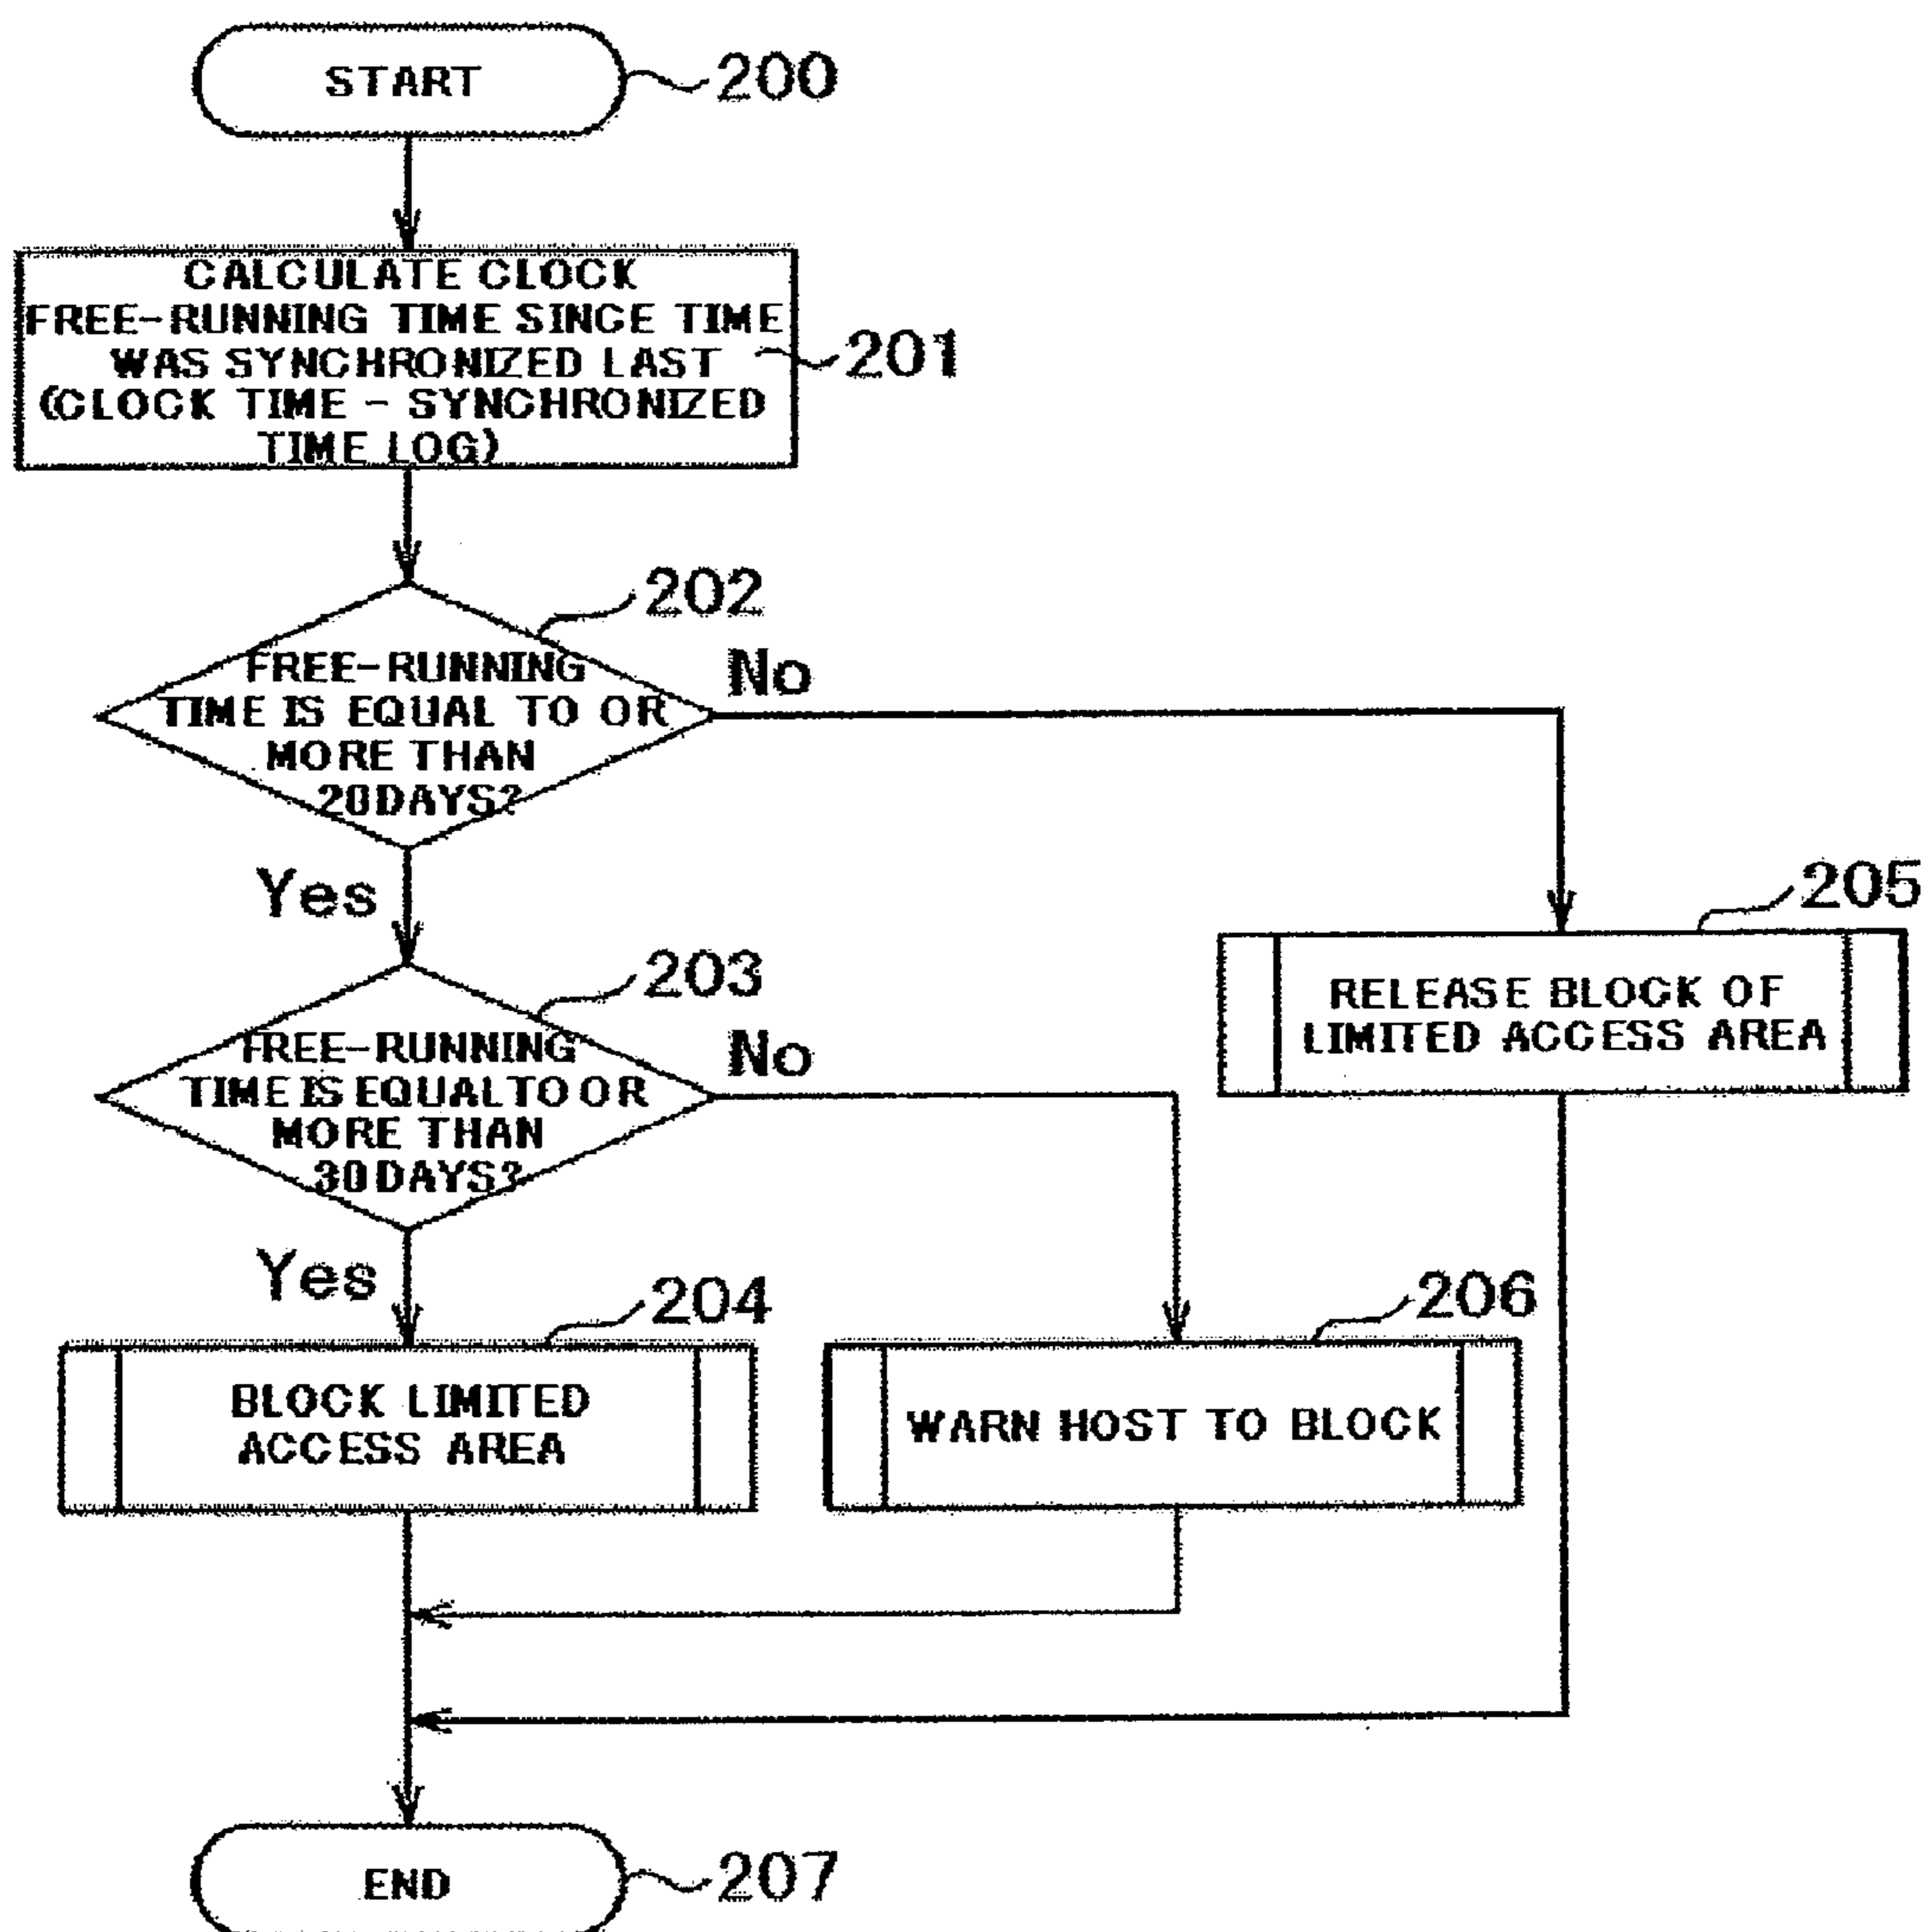 START
200
CALCULATE CLOCK
FREE-RUNNING TIME SINCE TIME
WAS SYNCHRONIZED LAST
(CLOCK TIME - SYNCHRONIZED
TIME LOG)
201
202
FREE-RUNNING
TIME IS EQUAL TO OR
MORE THAN
20DAYS?
No
Yes
205
RELEASE BLOCK OF
LIMITED ACCESS AREA
203
FREE-RUNNING
TIME IS EQUAL TO OR
MORE THAN
30DAYS?
No
Yes
204
BLOCK LIMITED
ACCESS AREA
206
WARN HOST TO BLOCK
END
207